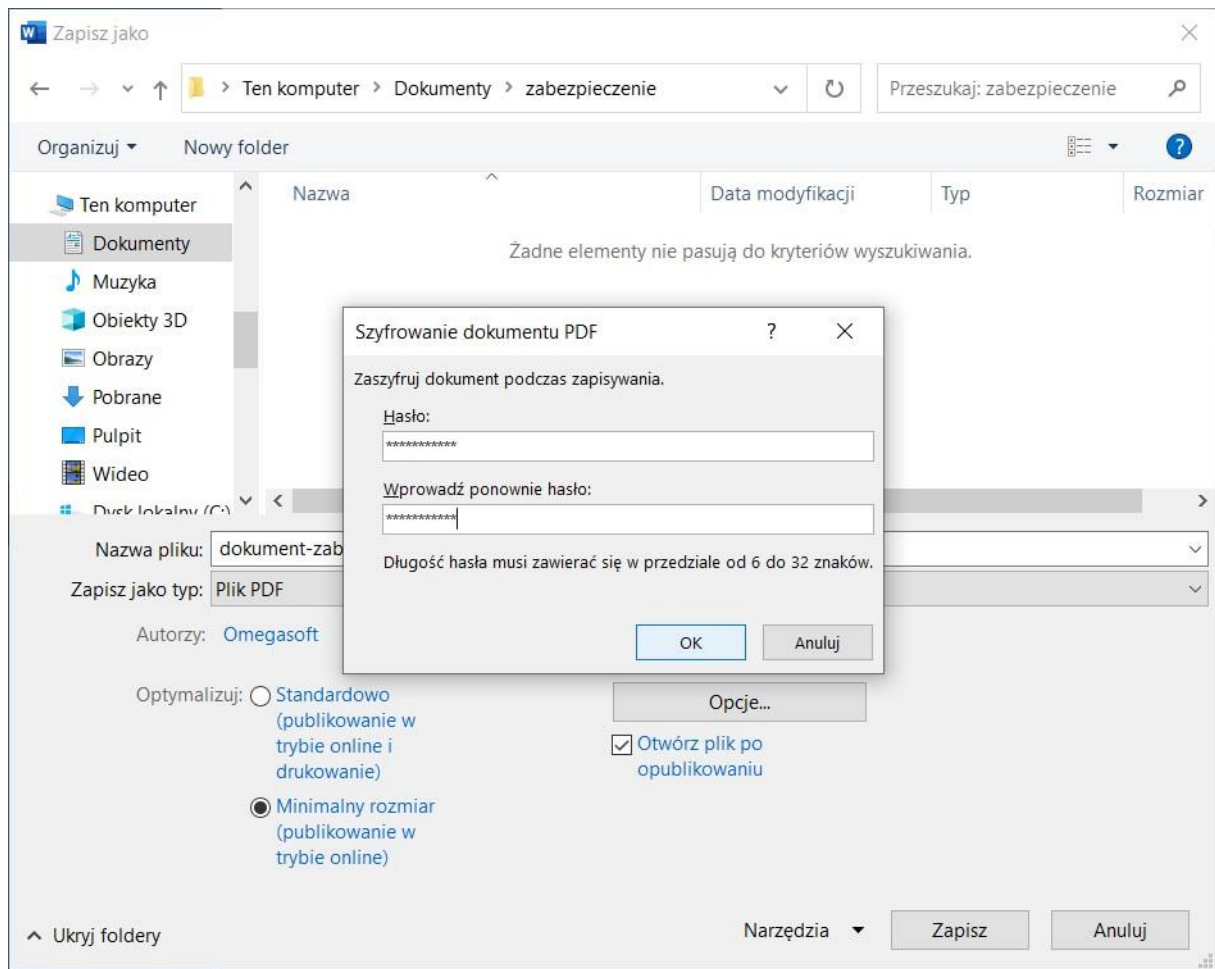 Zapisz jako
Ten komputer > Dokumenty > zabezpieczenie
Przeszukaj: zabezpieczenie
Organizuj
Nowy folder
Nazwa
Data modyfikacji
Typ
Rozmiar
Żadne elementy nie pasują do kryteriów wyszukiwania.
Ten komputer
Dokumenty
Muzyka
Obiekty 3D
Obrazy
Pobrane
Pulpit
Wideo
Dysk lokalny (C:)
Szyfrowanie dokumentu PDF
Zaszyfruj dokument podczas zapisywania.
Hasło:
***********
Wprowadź ponownie hasło:
***********
Długość hasła musi zawierać się w przedziale od 6 do 32 znaków.
OK
Anuluj
Nazwa pliku: dokument-zab
Zapisz jako typ: Plik PDF
Autorzy: Omegasoft
Optymalizuj:
Standardowo
(publikowanie w
trybie online i
drukowanie)
Minimalny rozmiar
(publikowanie w
trybie online)
Opcje...
Otwórz plik po
opublikowaniu
Ukryj foldery
Narzędzia
Zapisz
Anuluj